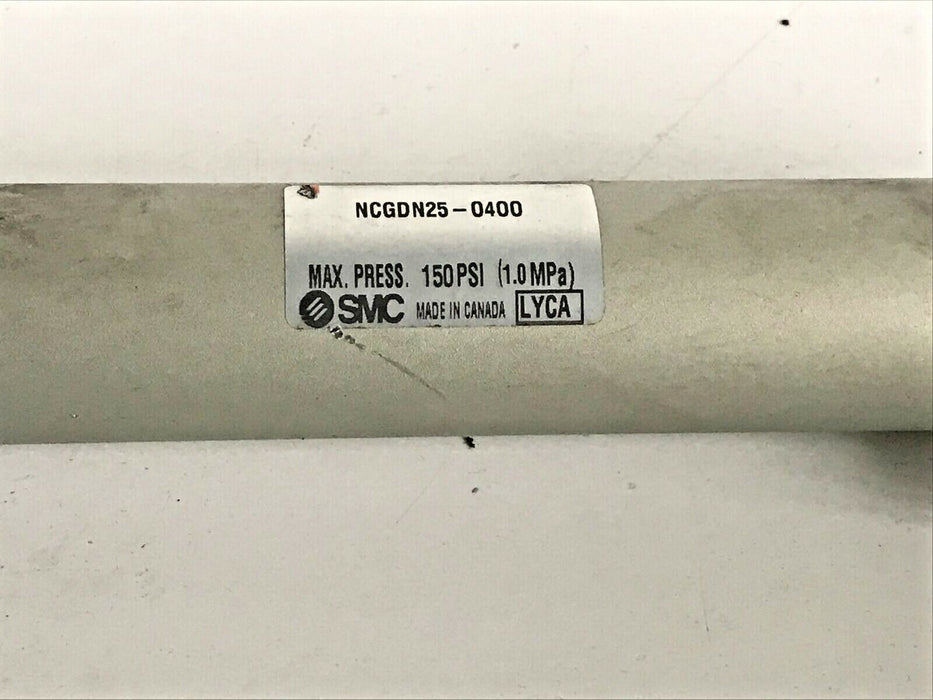 NCGDN25-0400
MAX. PRESS. 150PSI (1.0MPa)
SMC MADE IN CANADA LYCA